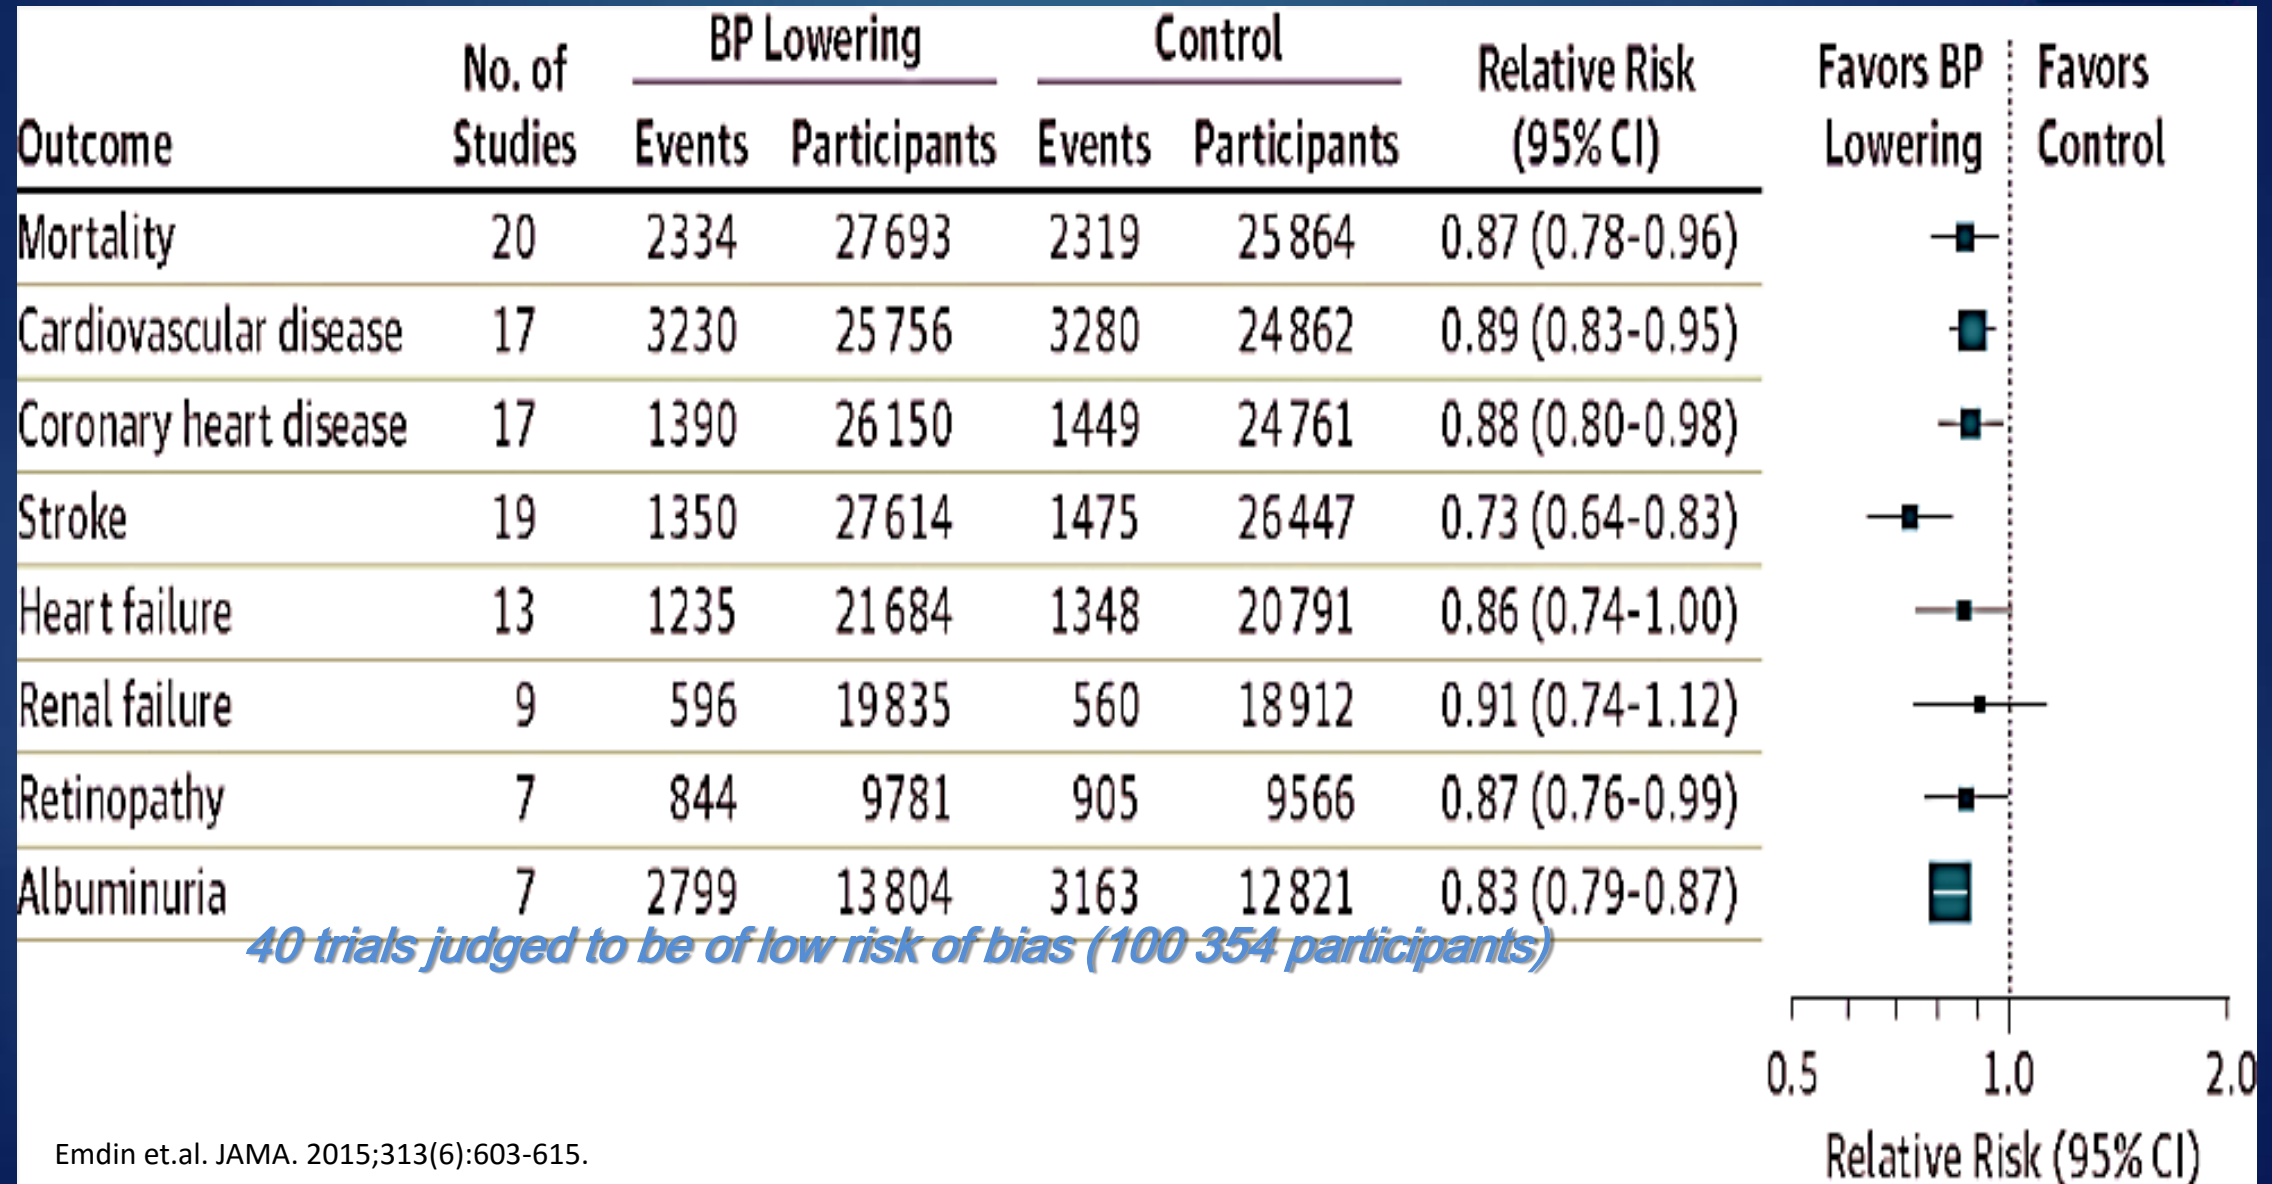 No. of BP Lowering Control Relative Risk Favors BP Favors
Outcome Studies Events Participants Events Participants (95% CI) Lowering Control
Mortality 20 2334 27693 2319 25864 0.87 (0.78-0.96)
Cardiovascular disease 17 3230 25756 3280 24862 0.89 (0.83-0.95)
Coronary heart disease 17 1390 26150 1449 24761 0.88 (0.80-0.98)
Stroke 19 1350 27614 1475 26447 0.73 (0.64-0.83)
Heart failure 13 1235 21684 1348 20791 0.86 (0.74-1.00)
Renal failure 9 596 19835 560 18912 0.91 (0.74-1.12)
Retinopathy 7 844 9781 905 9566 0.87 (0.76-0.99)
Albuminuria 7 2799 13804 3163 12821 0.83 (0.79-0.87)
40 trials judged to be of low risk of bias (100 354 participants)
0.5 1.0 2.0
Relative Risk (95% CI)
Emdin et.al. JAMA. 2015;313(6):603-615.